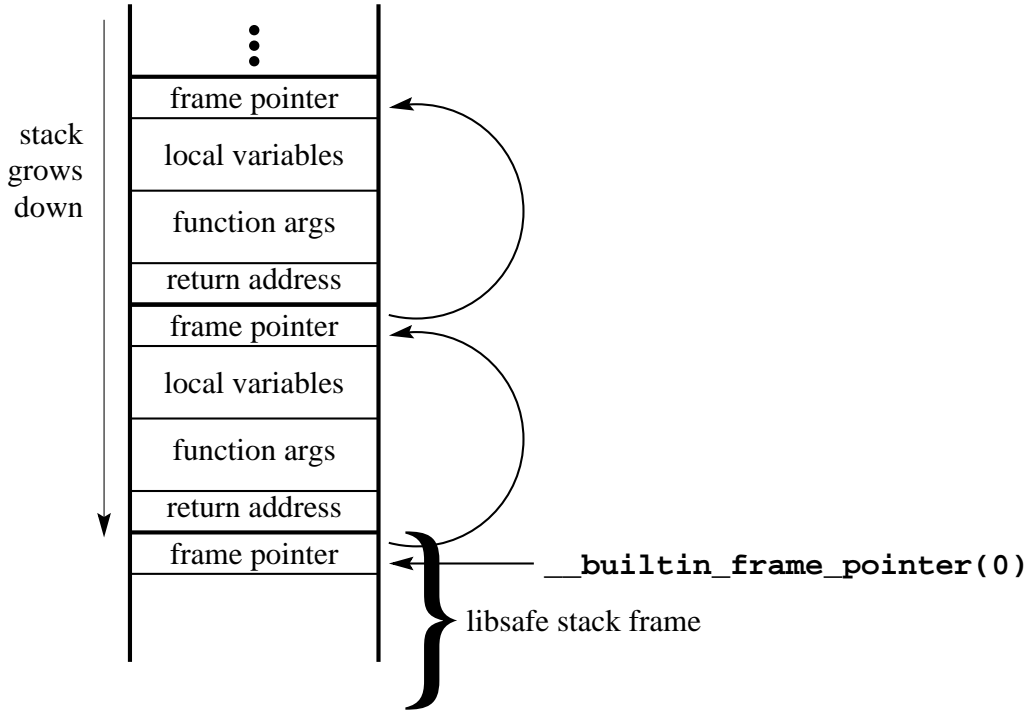 frame pointer
stack
grows
down
local variables
function args
return address
frame pointer
local variables
function args
return address
frame pointer
__builtin_frame_pointer(0)
libsafe stack frame